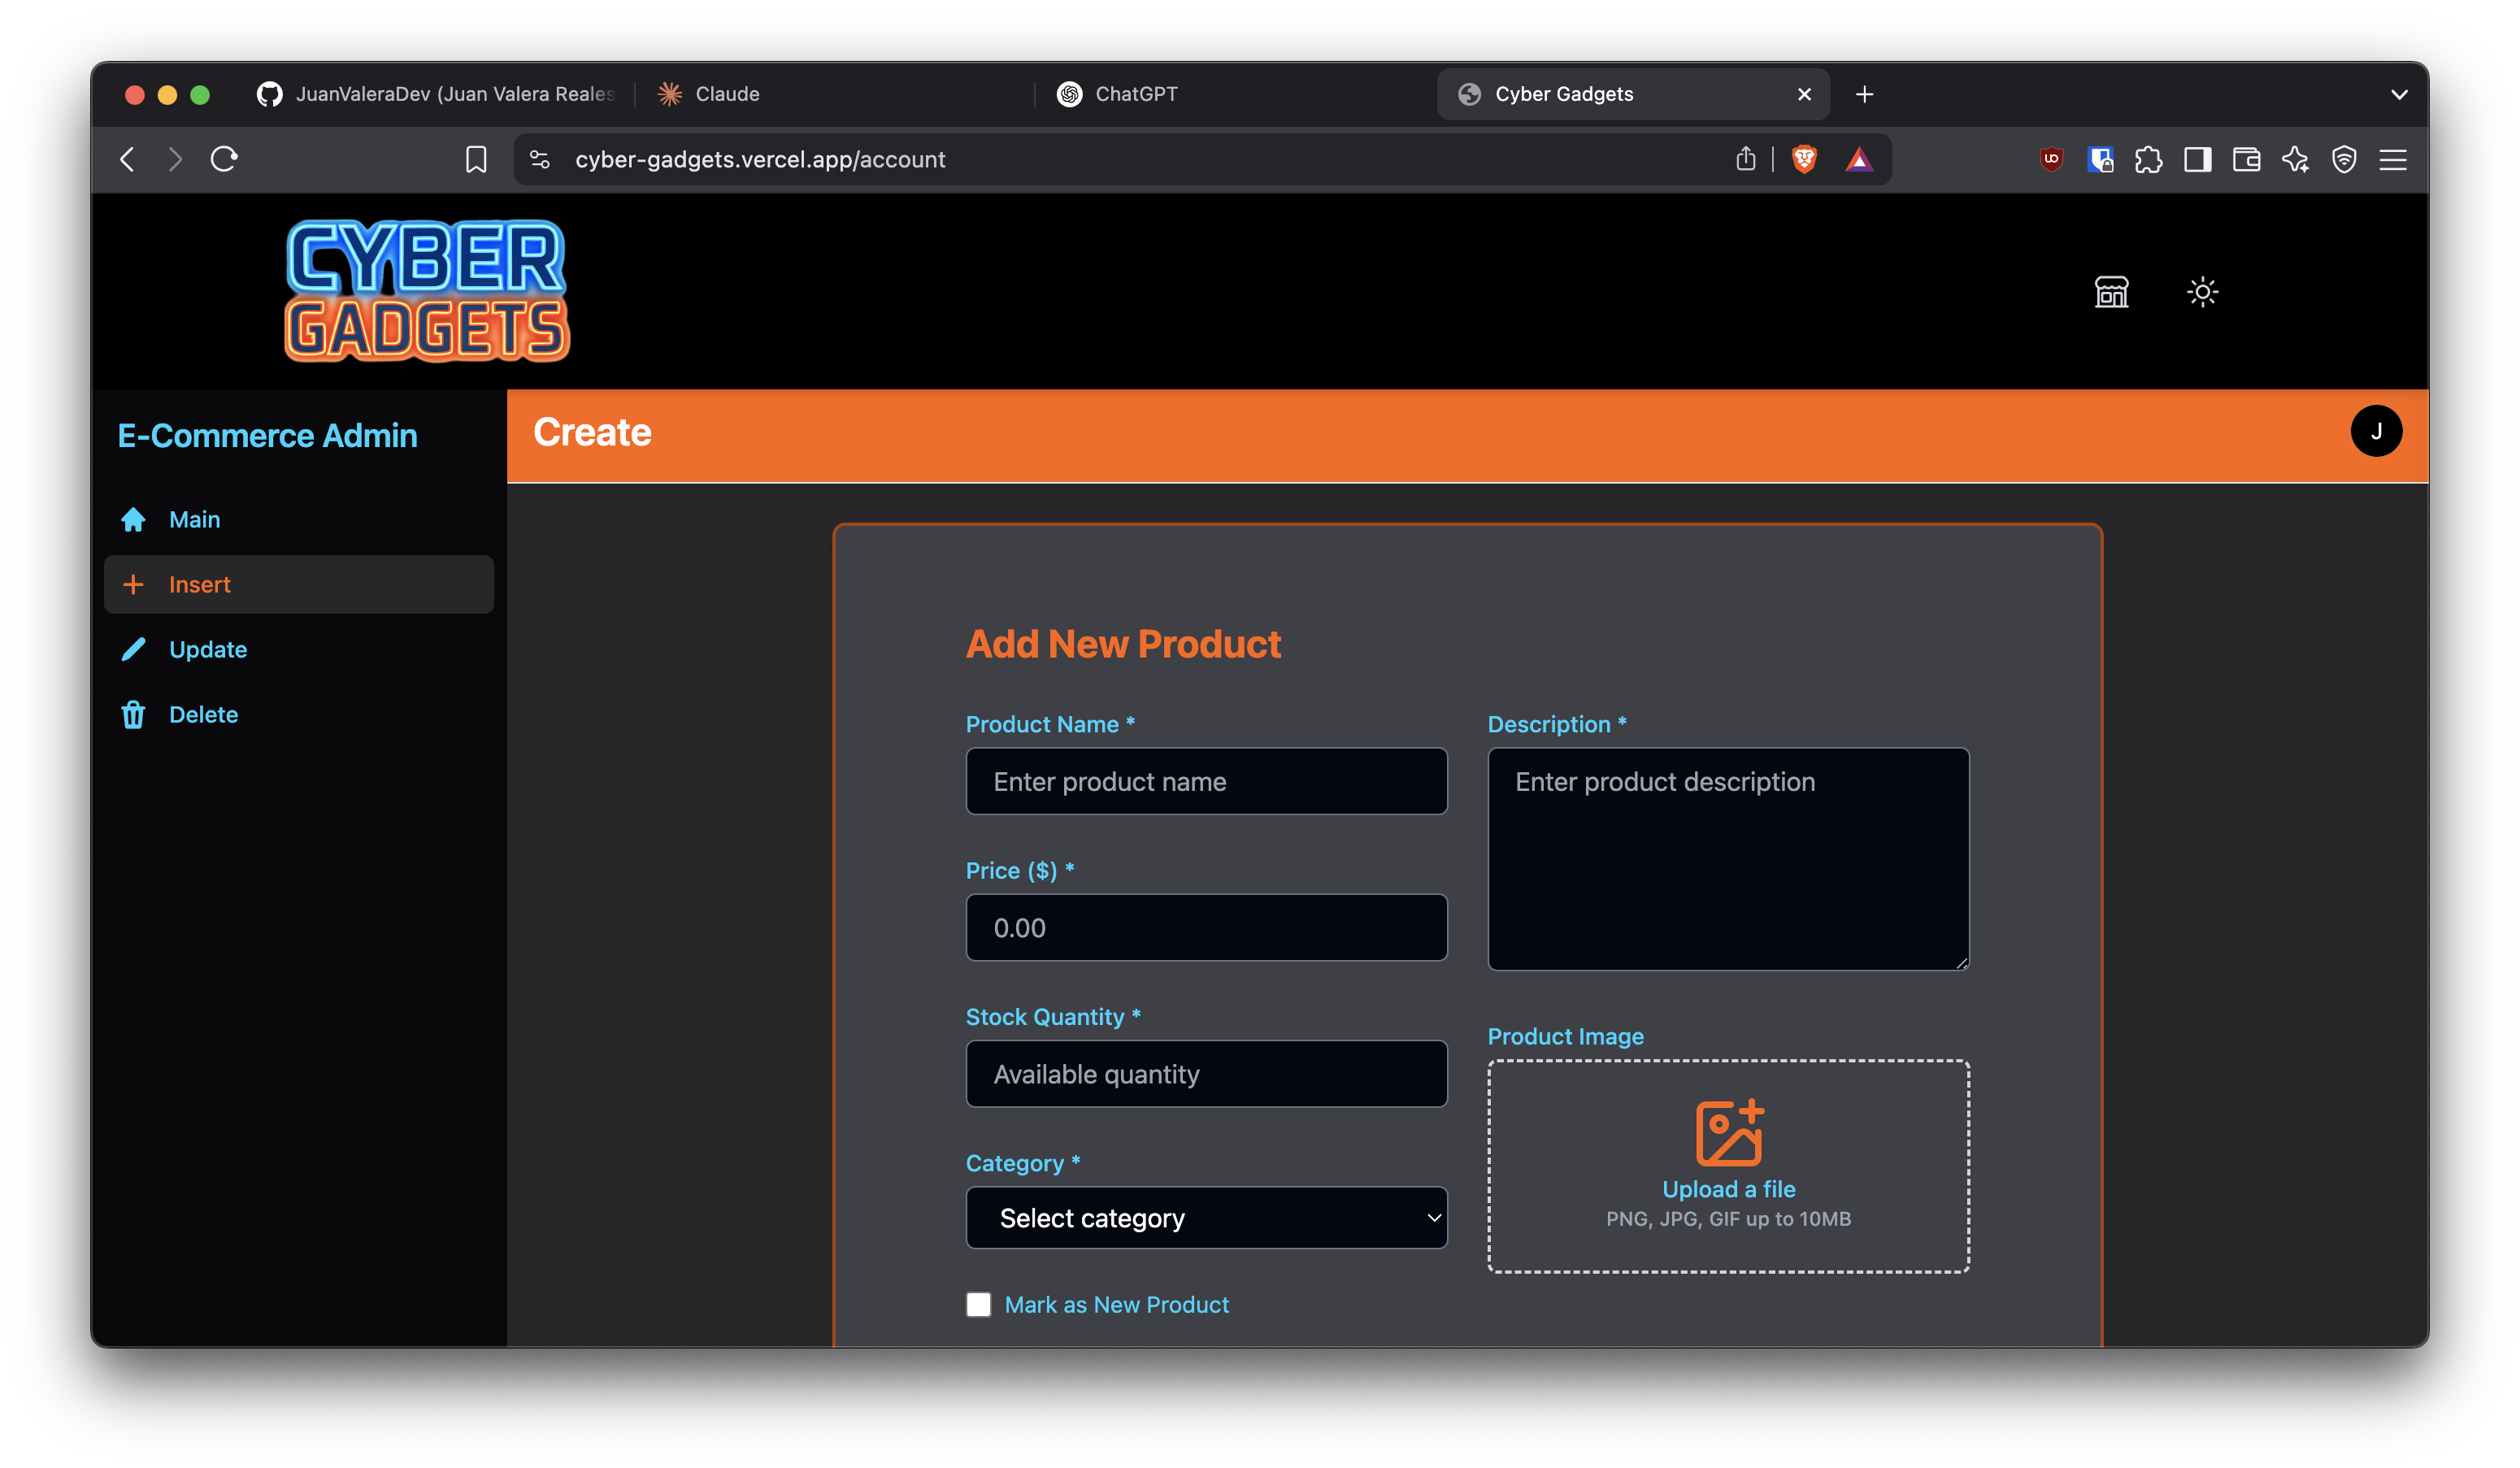 JuanValeraDev (Juan Valera Reales
Claude
ChatGPT
Cyber Gadgets
cyber-gadgets.vercel.app/account
CYBER
GADGETS
E-Commerce Admin
Create
J
Main
Insert
Update
Delete
Add New Product
Product Name *
Enter product name
Price ($) *
0.00
Stock Quantity *
Available quantity
Category *
Select category
Mark as New Product
Description *
Enter product description
Product Image
Upload a file
PNG, JPG, GIF up to 10MB